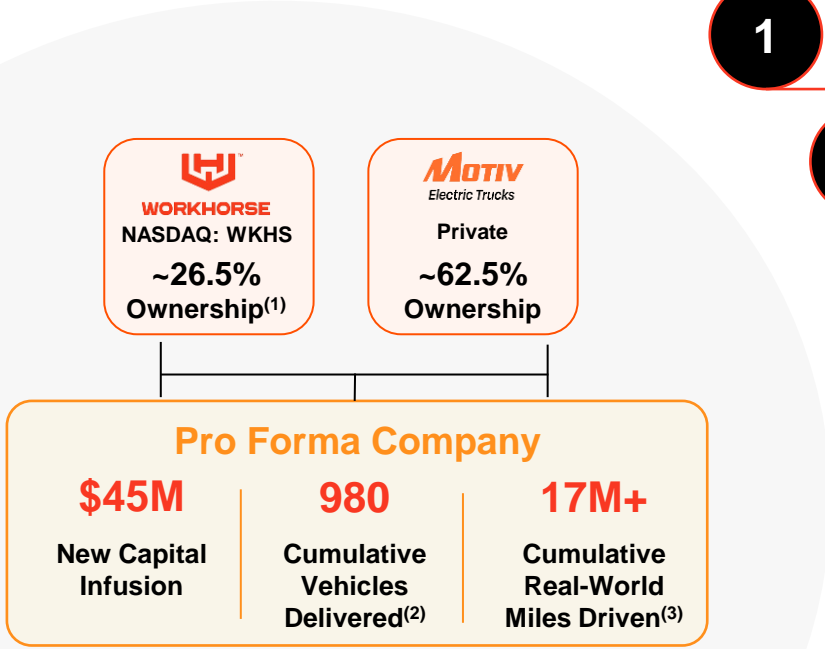 1
WORKHORSE™
NASDAQ: WKHS
~26.5%
Ownership(1)
MOTIV
Electric Trucks
Private
~62.5%
Ownership
Pro Forma Company
$45M
New Capital
Infusion
980
Cumulative
Vehicles
Delivered(2)
17M+
Cumulative
Real-World
Miles Driven(3)